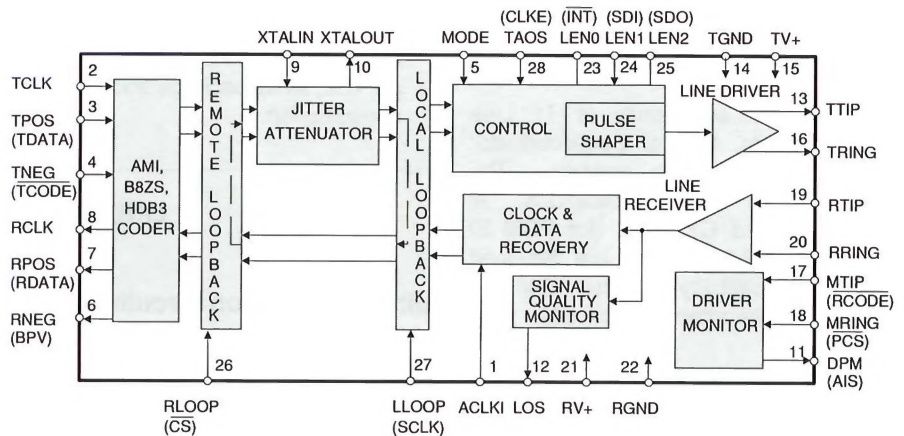 (CLKE) (INT) (SDI) (SDO)
XTALIN XTALOUT MODE TAOS LEN0 LEN1 LEN2 TGND TV+
9 10 5 28 23 24 25 14 15
TCLK 2
TPOS 3
(TDATA)
TNEG 4
(TCODE)
RCLK 8
RPOS 7
(RDATA)
RNEG 6
(BPV)
AMI,
B8ZS,
HDB3
CODER
REMOTE LOOPBACK
JITTER
ATTENUATOR
LOCAL LOOPBACK
CONTROL
PULSE
SHAPER
LINE DRIVER
13 TTIP
16 TRING
CLOCK &
DATA
RECOVERY
LINE
RECEIVER
19 RTIP
20 RRING
SIGNAL
QUALITY
MONITOR
DRIVER
MONITOR
17 MTIP
(RCODE)
18 MRING
(PCS)
11 DPM
(AIS)
26 27 1 12 21 22
RLOOP LLOOP ACLKI LOS RV+ RGND
(CS) (SCLK)